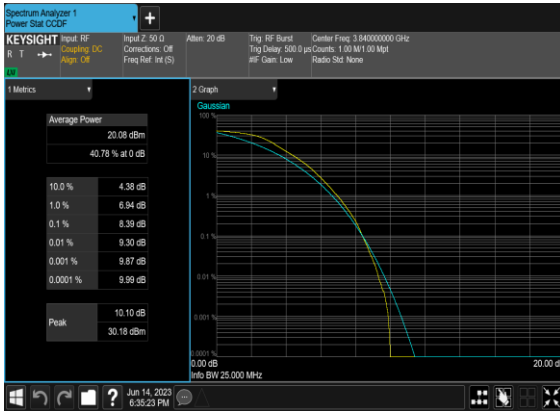 Spectrum Analyzer 1
Power Stat CCDF
+
KEYSIGHT
R T
LXI
Input: RF
Coupling: DC
Align: Off
Input Z: 50 Ω
Corrections: Off
Freq Ref: Int (S)
Atten: 20 dB
Trig: RF Burst
Trig Delay: 500.0 µs
#IF Gain: Low
Center Freq: 3.840000000 GHz
Counts: 1.00 M/1.00 Mpt
Radio Std: None
1 Metrics
Average Power
20.08 dBm
40.78 % at 0 dB
10.0 % 4.38 dB
1.0 % 6.94 dB
0.1 % 8.39 dB
0.01 % 9.30 dB
0.001 % 9.87 dB
0.0001 % 9.99 dB
Peak
10.10 dB
30.18 dBm
2 Graph
Gaussian
100 %
10 %
1 %
0.1 %
0.01 %
0.001 %
0.0001 %
0.00 dB
20.00 d
Info BW 25.000 MHz
?
Jun 14, 2023
6:35:23 PM